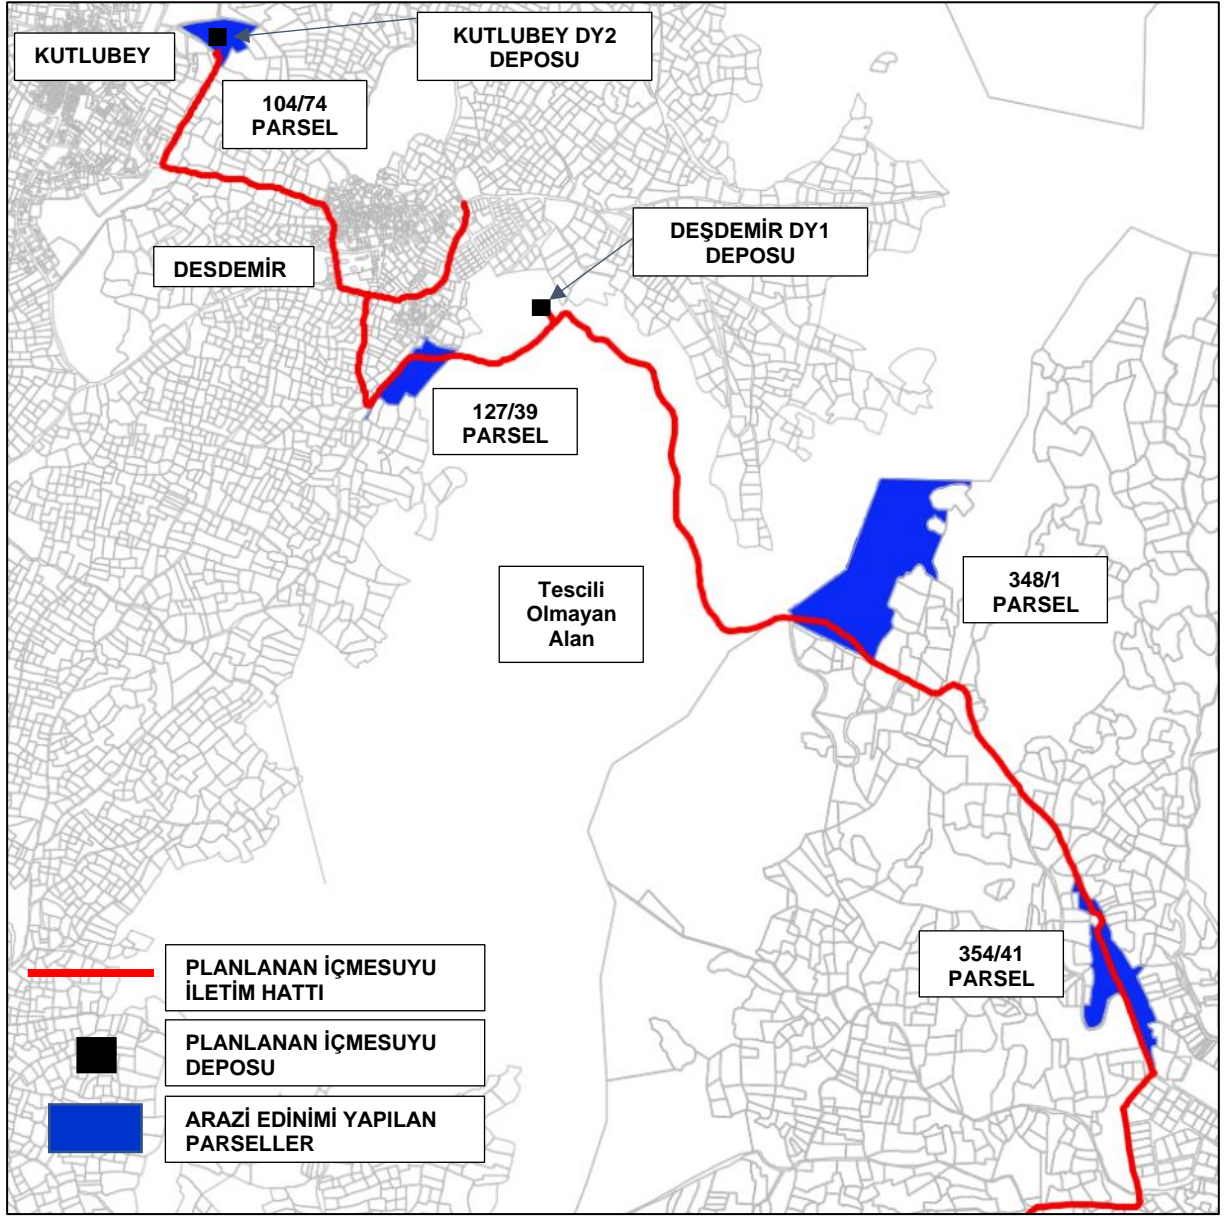 KUTLUBEY
KUTLUBEY DY2
DEPOSU
104/74
PARSEL
DESDEMİR
DEŞDEMİR DY1
DEPOSU
127/39
PARSEL
Tescili
Olmayan
Alan
348/1
PARSEL
354/41
PARSEL
PLANLANAN İÇMESUYU
İLETİM HATTI
PLANLANAN İÇMESUYU
DEPOSU
ARAZİ EDİNİMİ YAPILAN
PARSELLER